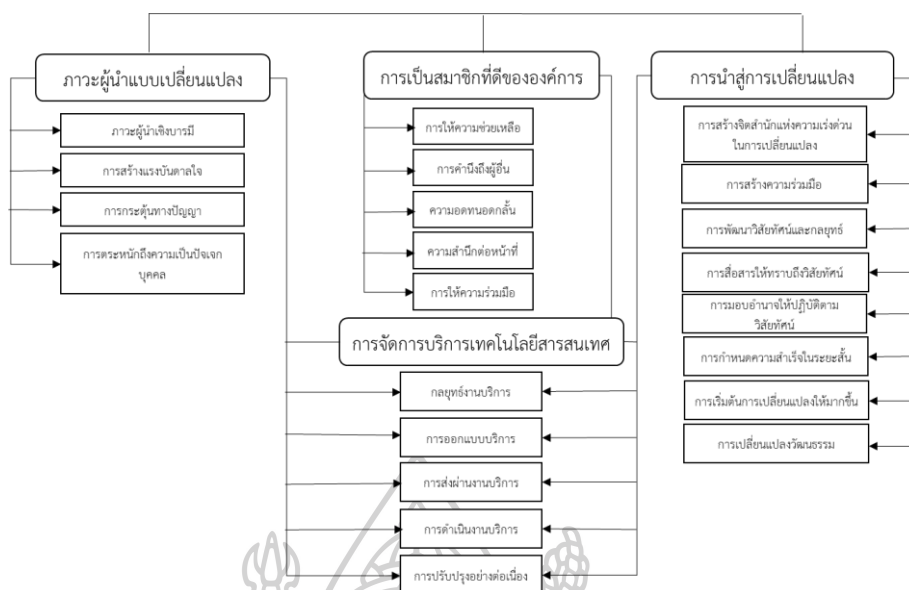 ภาวะผู้นำแบบเปลี่ยนแปลง
ภาวะผู้นำเชิงบารมี
การสร้างแรงบันดาลใจ
การกระตุ้นทางปัญญา
การตระหนักถึงความเป็นปัจเจก
บุคคล
การเป็นสมาชิกที่ดีขององค์การ
การให้ความช่วยเหลือ
การคำนึงถึงผู้อื่น
ความอดทนอดกลั้น
ความสำนึกต่อหน้าที่
การให้ความร่วมมือ
การนำสู่การเปลี่ยนแปลง
การสร้างจิตสำนักแห่งความเร่งด่วน
ในการเปลี่ยนแปลง
การสร้างความร่วมมือ
การพัฒนาวิสัยทัศน์และกลยุทธ์
การสื่อสารให้ทราบถึงวิสัยทัศน์
การมอบอำนาจให้ปฏิบัติตาม
วิสัยทัศน์
การกำหนดความสำเร็จในระยะสั้น
การเริ่มต้นการเปลี่ยนแปลงให้มากขึ้น
การเปลี่ยนแปลงวัฒนธรรม
การจัดการบริการเทคโนโลยีสารสนเทศ
กลยุทธ์งานบริการ
การออกแบบบริการ
การส่งผ่านงานบริการ
การดำเนินงานบริการ
การปรับปรุงอย่างต่อเนื่อง